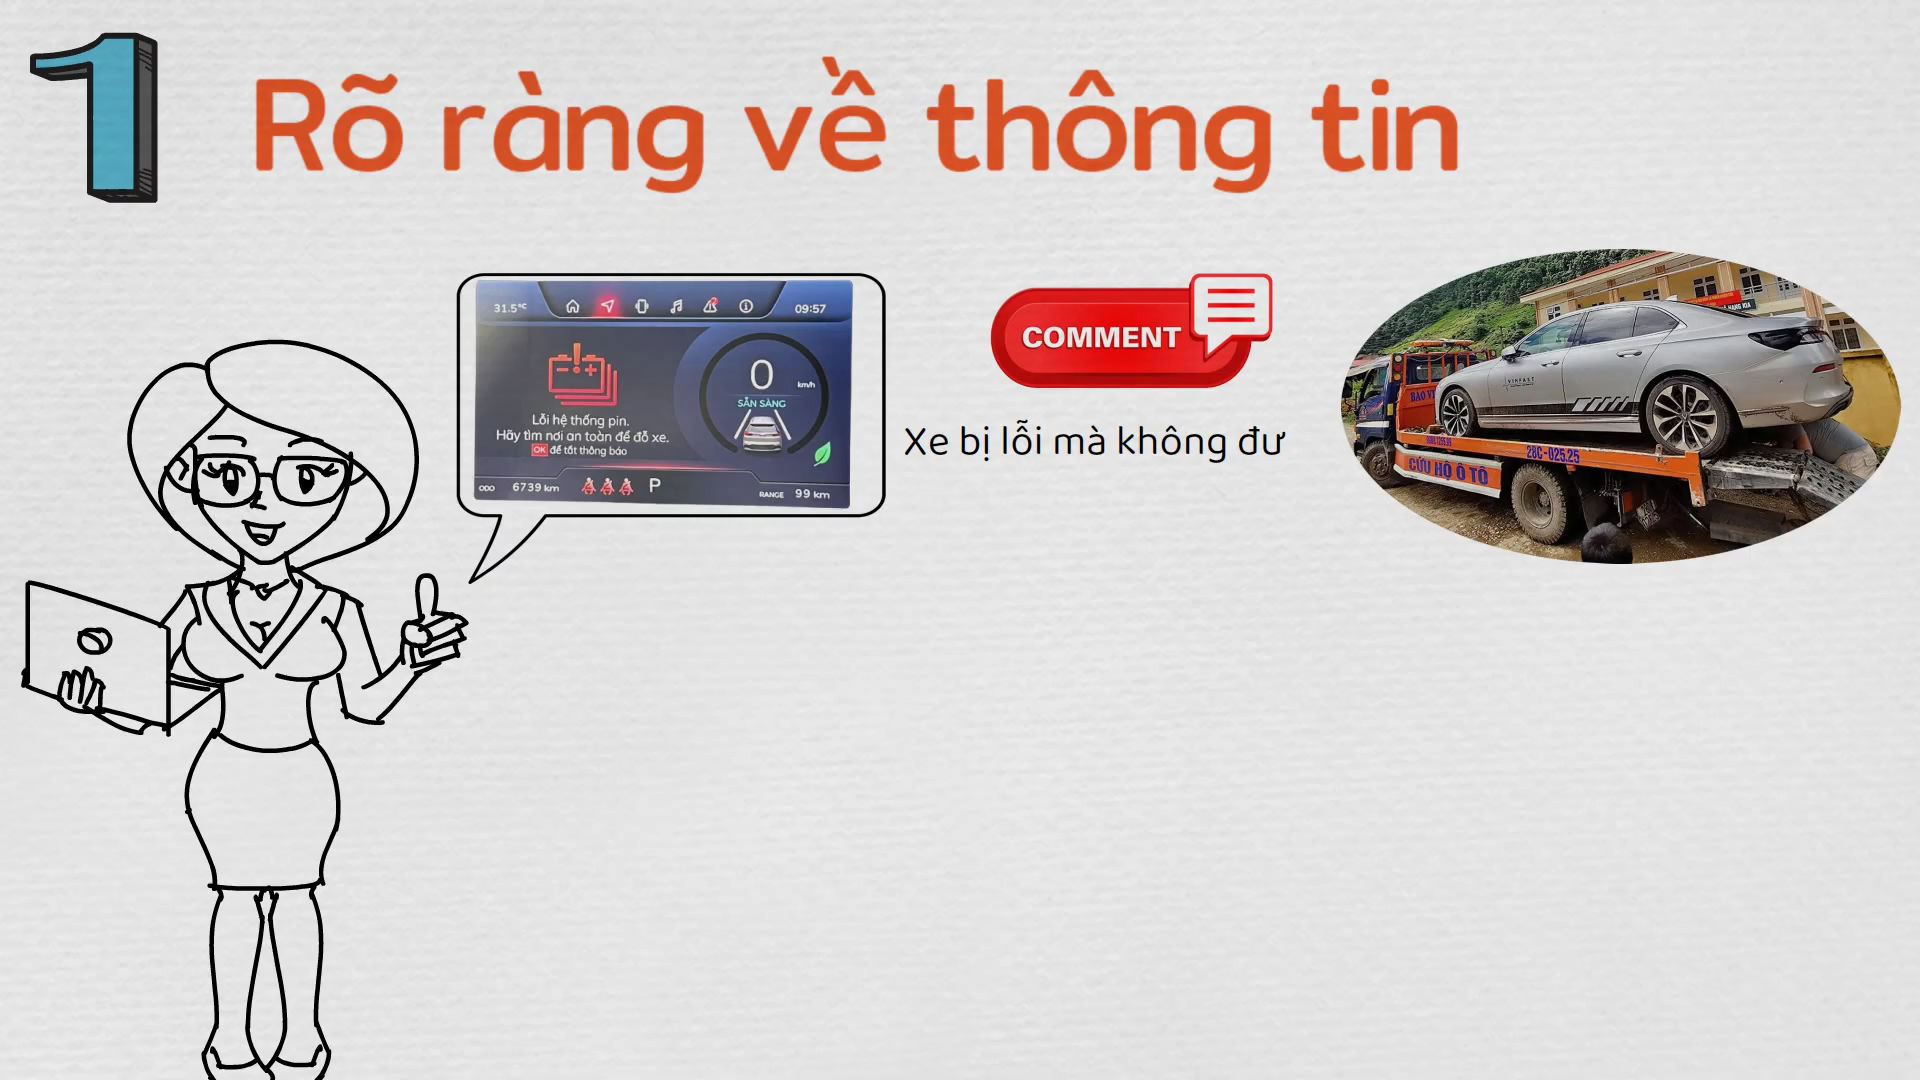 1
Rõ ràng về thông tin
31.5°C
09:57
0
km/h
SẴN SÀNG
Lỗi hệ thống pin.
Hãy tìm nơi an toàn để đỗ xe.
OK để tắt thông báo
ODO 6739 km
P
RANGE 99 km
COMMENT
Xe bị lỗi mà không đư
VINFAST
28C-025.25
CỨU HỘ Ô TÔ